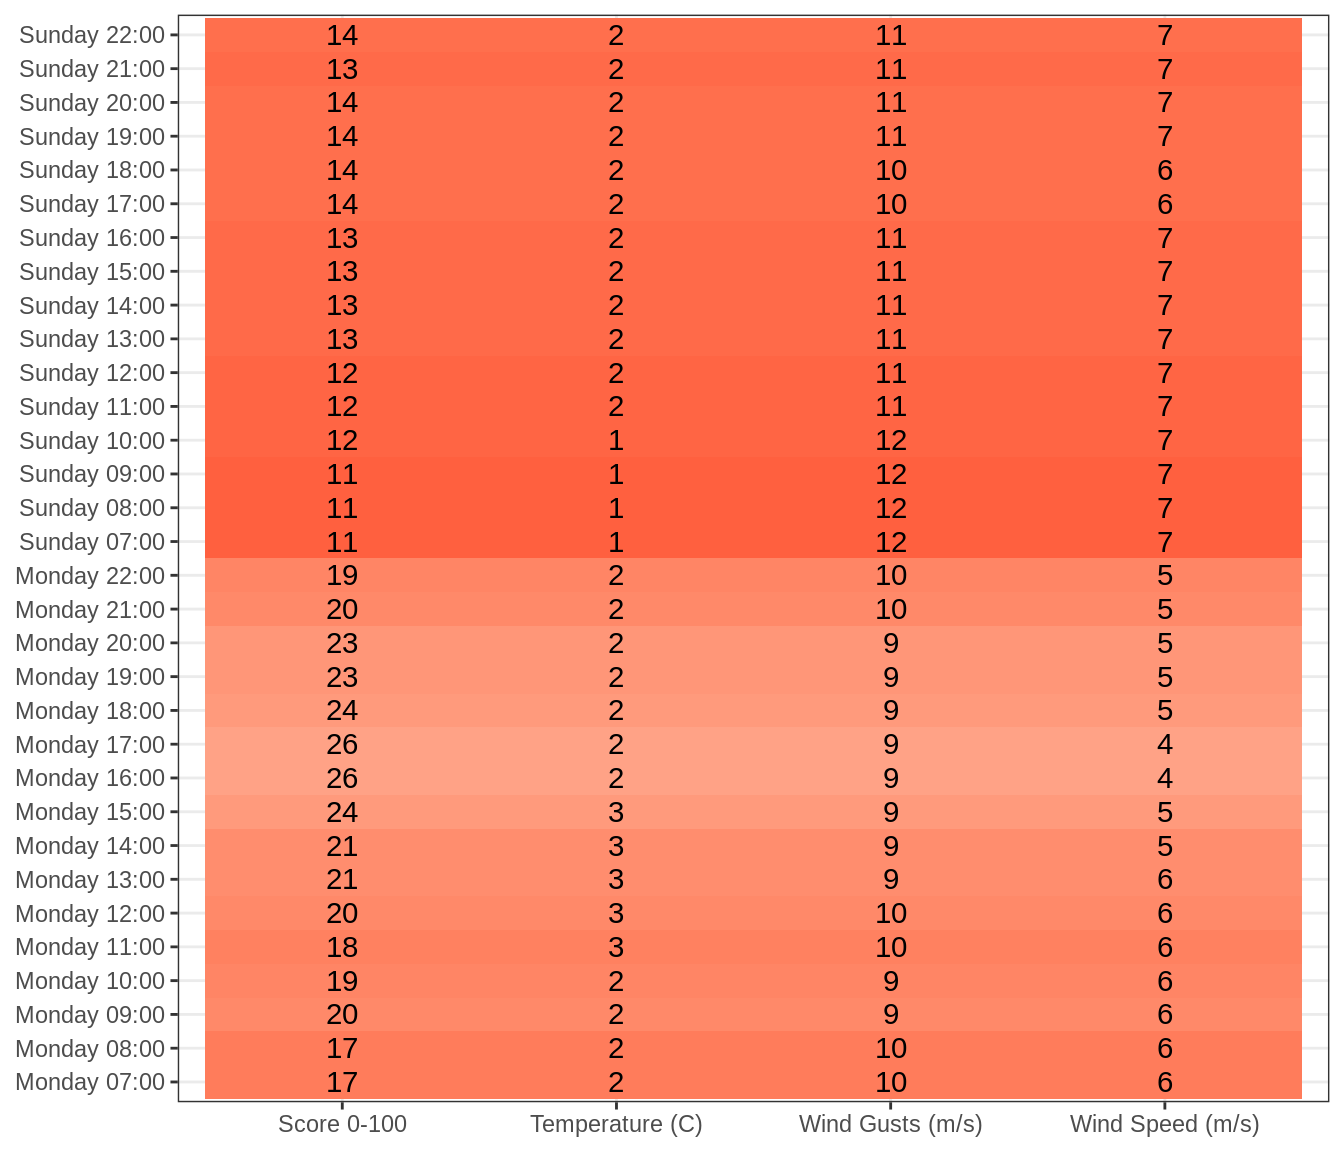 Sunday 22:00 14 2 11 7
Sunday 21:00 13 2 11 7
Sunday 20:00 14 2 11 7
Sunday 19:00 14 2 11 7
Sunday 18:00 14 2 10 6
Sunday 17:00 14 2 10 6
Sunday 16:00 13 2 11 7
Sunday 15:00 13 2 11 7
Sunday 14:00 13 2 11 7
Sunday 13:00 13 2 11 7
Sunday 12:00 12 2 11 7
Sunday 11:00 12 2 11 7
Sunday 10:00 12 1 12 7
Sunday 09:00 11 1 12 7
Sunday 08:00 11 1 12 7
Sunday 07:00 11 1 12 7
Monday 22:00 19 2 10 5
Monday 21:00 20 2 10 5
Monday 20:00 23 2 9 5
Monday 19:00 23 2 9 5
Monday 18:00 24 2 9 5
Monday 17:00 26 2 9 4
Monday 16:00 26 2 9 4
Monday 15:00 24 3 9 5
Monday 14:00 21 3 9 5
Monday 13:00 21 3 9 6
Monday 12:00 20 3 10 6
Monday 11:00 18 3 10 6
Monday 10:00 19 2 9 6
Monday 09:00 20 2 9 6
Monday 08:00 17 2 10 6
Monday 07:00 17 2 10 6
Score 0-100 Temperature (C) Wind Gusts (m/s) Wind Speed (m/s)